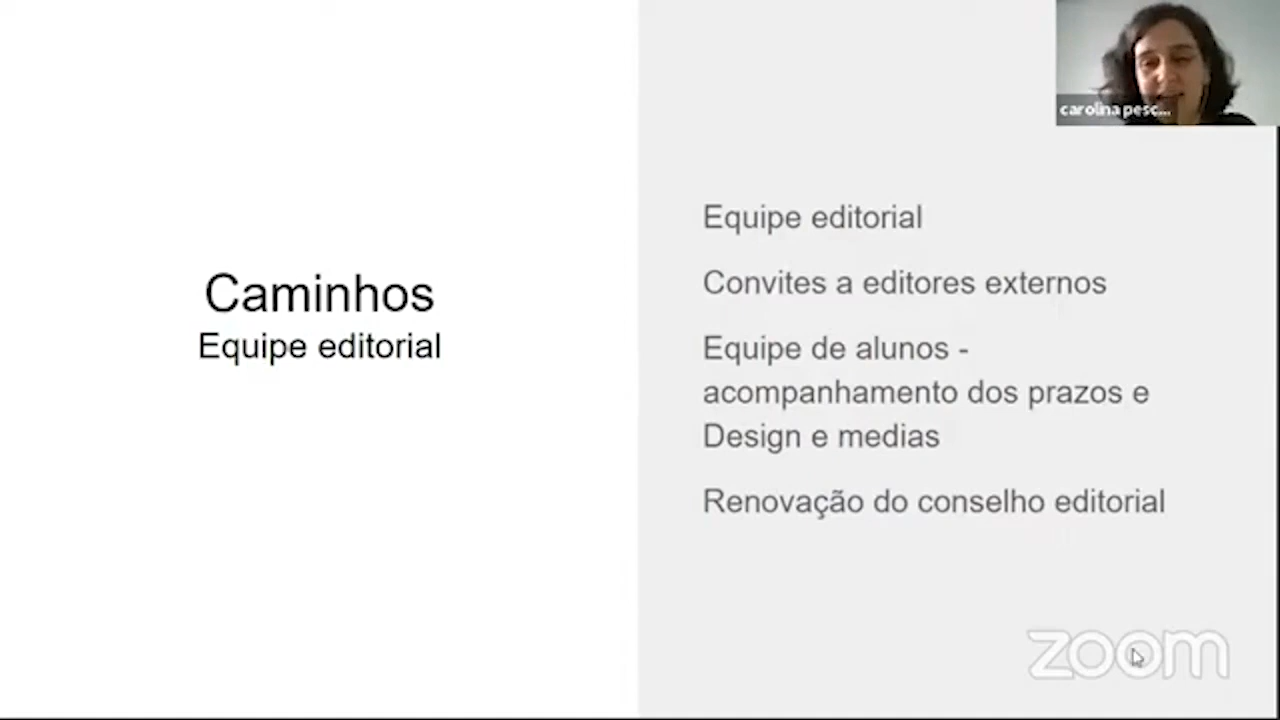 carolina pesc...
Caminhos
Equipe editorial
Equipe editorial
Convites a editores externos
Equipe de alunos -
acompanhamento dos prazos e
Design e medias
Renovação do conselho editorial
zoom